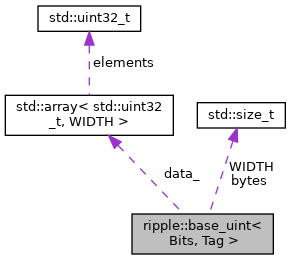 std::uint32_t
elements
std::array< std::uint32
_t, WIDTH >
std::size_t
data_
WIDTH
bytes
ripple::base_uint<
Bits, Tag >